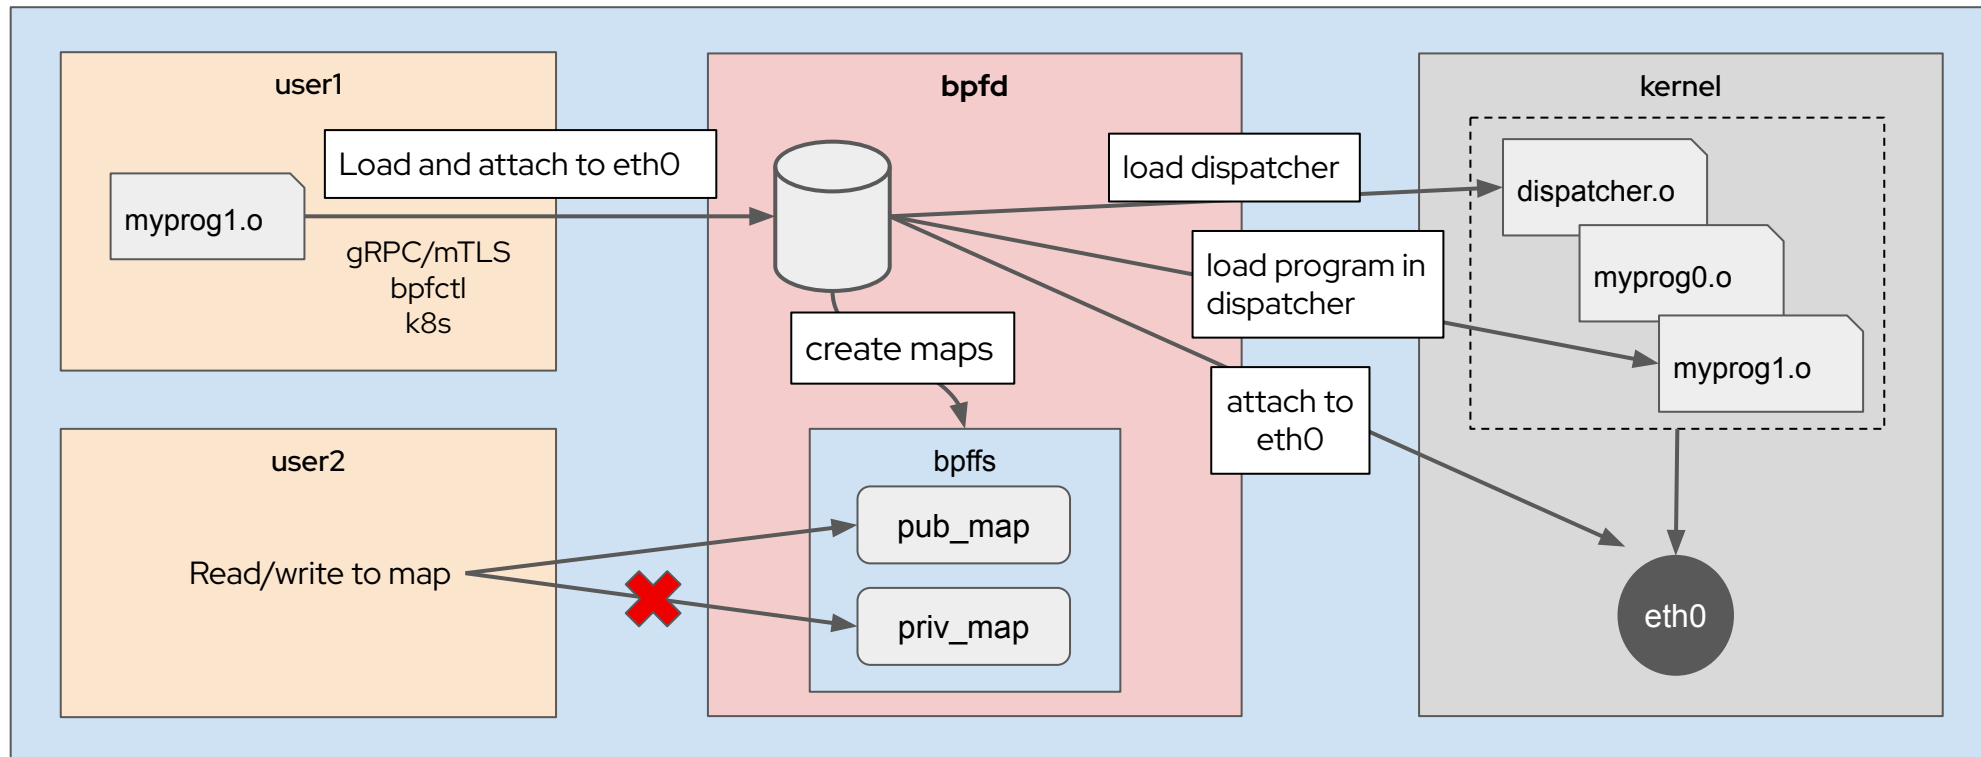 user1
Load and attach to eth0
myprog1.o
gRPC/mTLS
bpfctl
k8s
user2
Read/write to map
bpfd
create maps
bpffs
pub_map
priv_map
load dispatcher
load program in
dispatcher
attach to
eth0
kernel
dispatcher.o
myprog0.o
myprog1.o
eth0